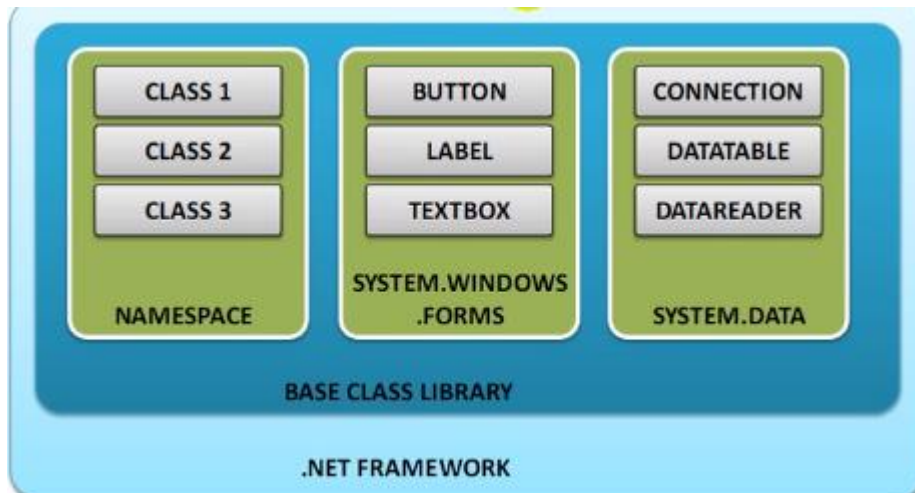 CLASS 1
CLASS 2
CLASS 3
NAMESPACE
BUTTON
LABEL
TEXTBOX
SYSTEM.WINDOWS
.FORMS
CONNECTION
DATATABLE
DATAREADER
SYSTEM.DATA
BASE CLASS LIBRARY
.NET FRAMEWORK